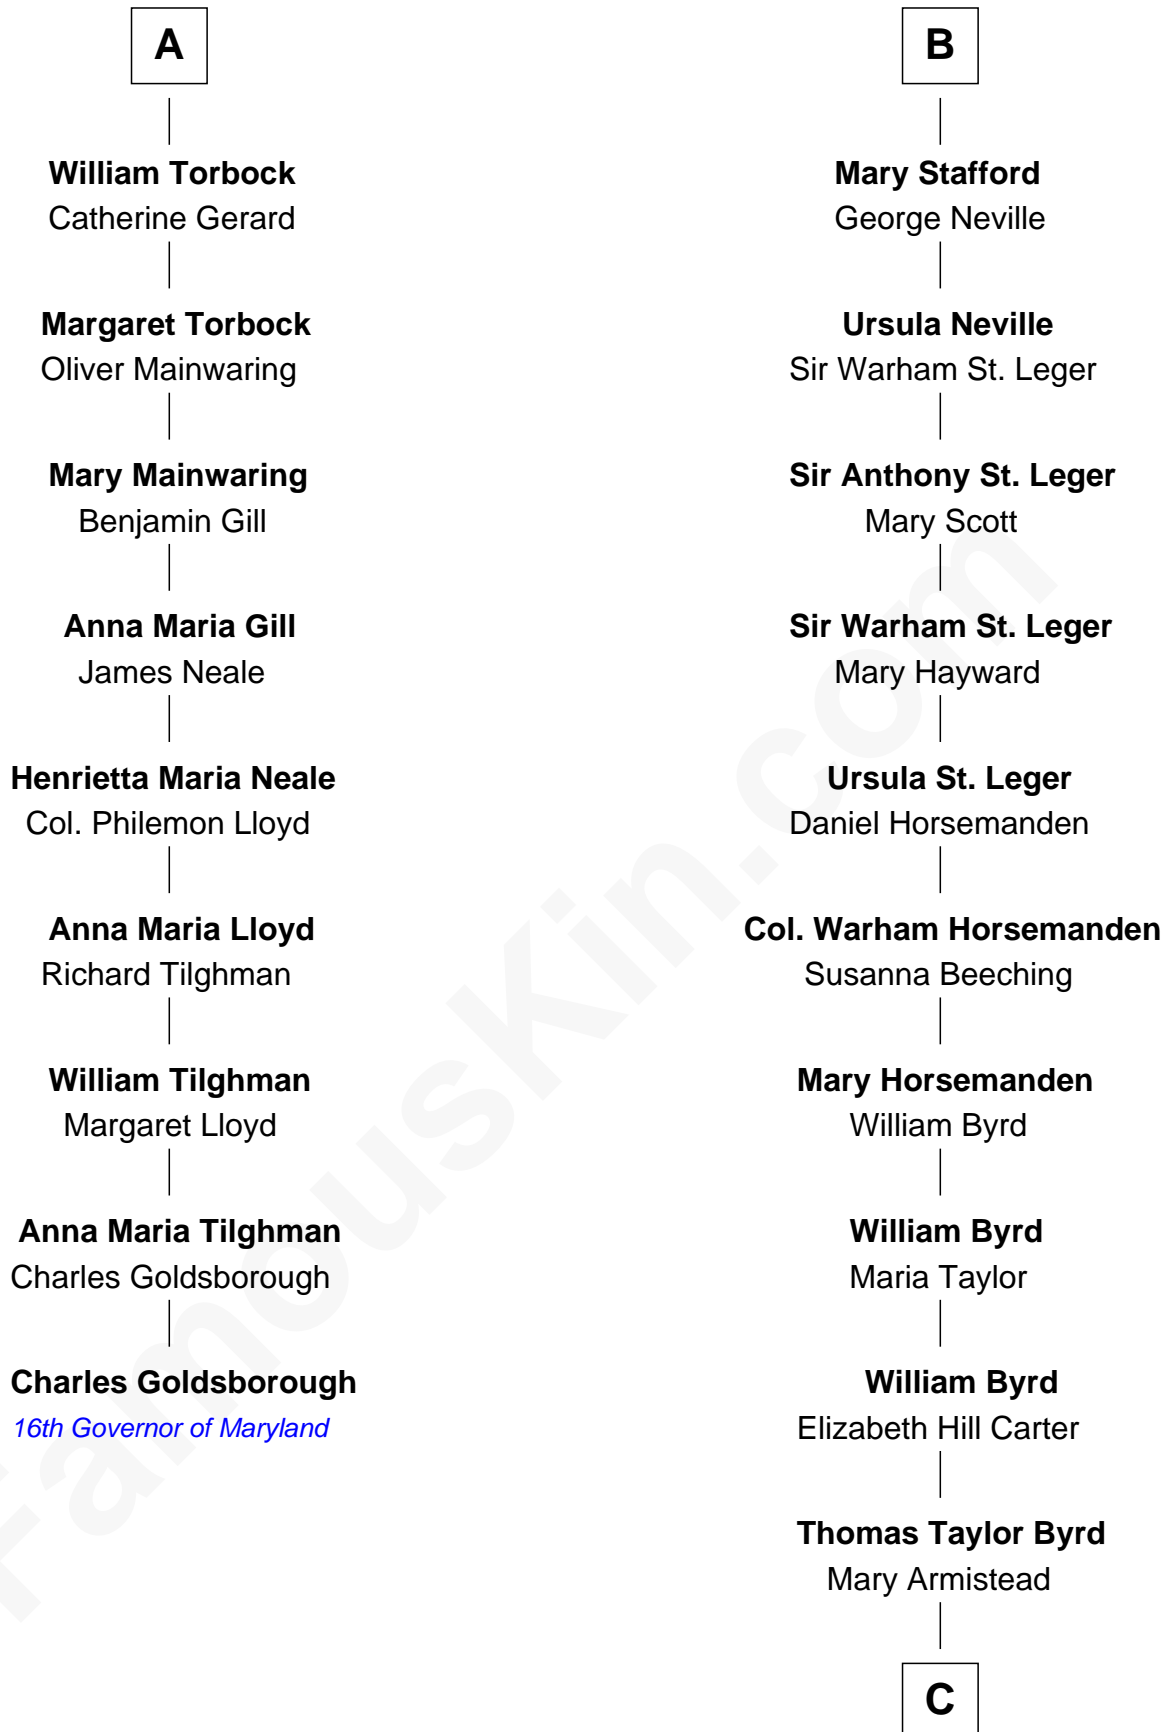 A
William Torbock
Catherine Gerard
Margaret Torbock
Oliver Mainwaring
Mary Mainwaring
Benjamin Gill
Anna Maria Gill
James Neale
Henrietta Maria Neale
Col. Philemon Lloyd
Anna Maria Lloyd
Richard Tilghman
William Tilghman
Margaret Lloyd
Anna Maria Tilghman
Charles Goldsborough
Charles Goldsborough
16th Governor of Maryland
B
Mary Stafford
George Neville
Ursula Neville
Sir Warham St. Leger
Sir Anthony St. Leger
Mary Scott
Sir Warham St. Leger
Mary Hayward
Ursula St. Leger
Daniel Horsemanden
Col. Warham Horsemanden
Susanna Beeching
Mary Horsemanden
William Byrd
William Byrd
Maria Taylor
William Byrd
Elizabeth Hill Carter
Thomas Taylor Byrd
Mary Armistead
C
FamousKin.com